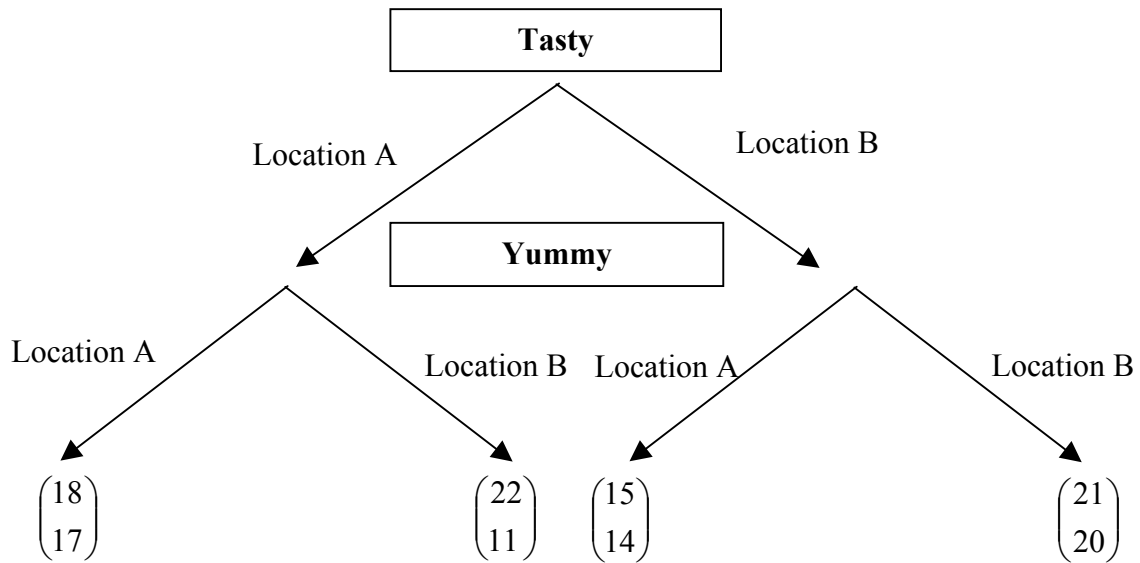 Tasty
Location A
Location B
Yummy
Location A
Location B
Location A
Location B
18
17
22
11
15
14
21
20